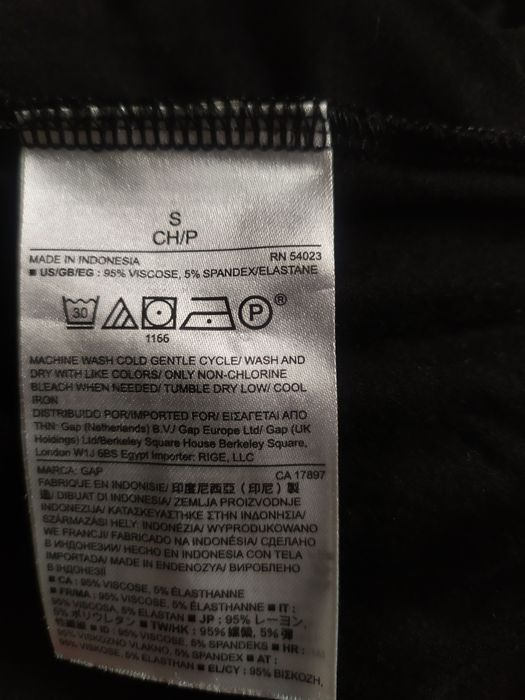 S
CH/P
MADE IN INDONESIA RN 54023
■ US/GB/EG : 95% VISCOSE, 5% SPANDEX/ELASTANE
30 P ®
1166
MACHINE WASH COLD GENTLE CYCLE/ WASH AND
DRY WITH LIKE COLORS/ ONLY NON-CHLORINE
BLEACH WHEN NEEDED/ TUMBLE DRY LOW/ COOL
IRON
DISTRIBUIDO POR/IMPORTED FOR/ ΕΙΣΑΓΕΤΑΙ ΑΠΟ
ΤΗΝ: Gap (Netherlands) B.V./ Gap Europe Ltd/ Gap (UK
Holdings) Ltd/Berkeley Square House Berkeley Square,
London W1J 6BS Egypt Importer: RIGE, LLC
MARCA: GAP CA 17897
FABRIQUÉ EN INDONISIE/ 印度尼西亞 (印尼) 製
造/ DIBUAT DI INDONESIA/ ZEMLJA PROIZVODNJE
INDONEZIJA/ ΚΑΤΑΣΚΕΥΑΣΤΗΚΕ ΣΤΗΝ ΙΝΔΟΝΗΣΙΑ/
SZÁRMAZÁSI HELY: INDONÉZIA/ WYPRODUKOWANO
WE FRANCJI/ FABRICADO NA INDONÉSIA/ СДЕЛАНО
В ИНДОНЕЗИИ/ HECHO EN INDONESIA CON TELA
IMPORTADA/ MADE IN ENDONEZYA/ ВИРОБЛЕНО
В ІНДОНЕЗІЇ
■ CA : 95% VISCOSE, 5% ÉLASTHANNE
■ FR/MA : 95% VISCOSE, 5% ÉLASTHANNE ■ IT :
95% VISCOSA, 5% ELASTAN ■ JP : 95% レーヨン,
5% ポリウレタン ■ TW/HK : 95% 螺縈, 5% 彈
性纖維 ■ ID : 95% VISCOSE, 5% SPANDEKS ■ HR :
95% VISKOZNO VLAKNO, 5% SPANDEX ■ AT :
95% VISKOSE, 5% ELASTHAN ■ EL/CY : 95% ΒΙΣΚΟΖΗ,